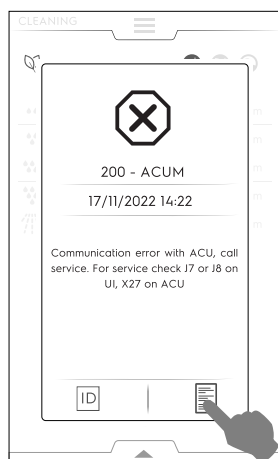 CLEANING
200 - ACUM
17/11/2022 14:22
Communication error with ACU, call
service. For service check J7 or J8 on
UI, X27 on ACU
ID
m
m
m